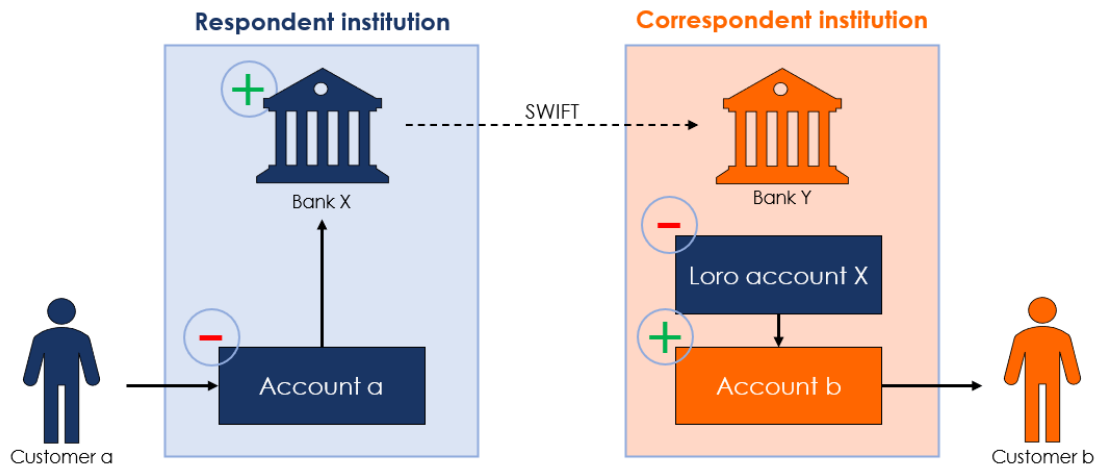 Respondent institution
Correspondent institution
SWIFT
Bank X
Bank Y
Loro account X
Account a
Account b
Customer a
Customer b